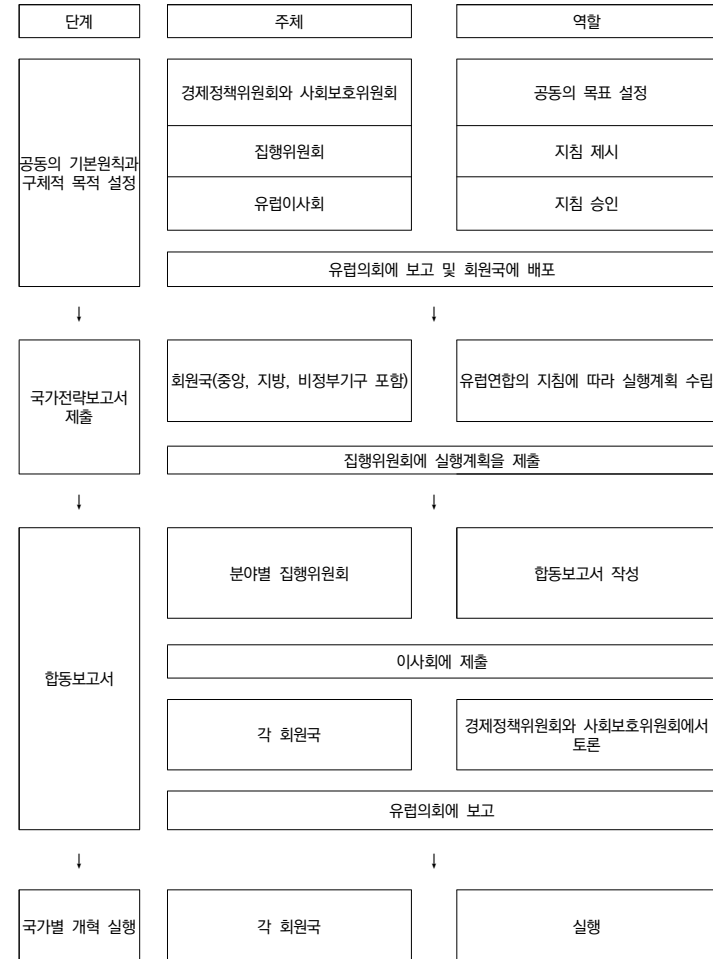 단계
주체
역할
공동의 기본원칙과
구체적 목적 설정
경제정책위원회와 사회보호위원회
공동의 목표 설정
집행위원회
지침 제시
유럽이사회
지침 승인
유럽의회에 보고 및 회원국에 배포
↓
↓
국가전략보고서
제출
회원국(중앙, 지방, 비정부기구 포함)
유럽연합의 지침에 따라 실행계획 수립
집행위원회에 실행계획을 제출
↓
↓
합동보고서
분야별 집행위원회
합동보고서 작성
이사회에 제출
각 회원국
경제정책위원회와 사회보호위원회에서
토론
유럽의회에 보고
↓
↓
국가별 개혁 실행
각 회원국
실행